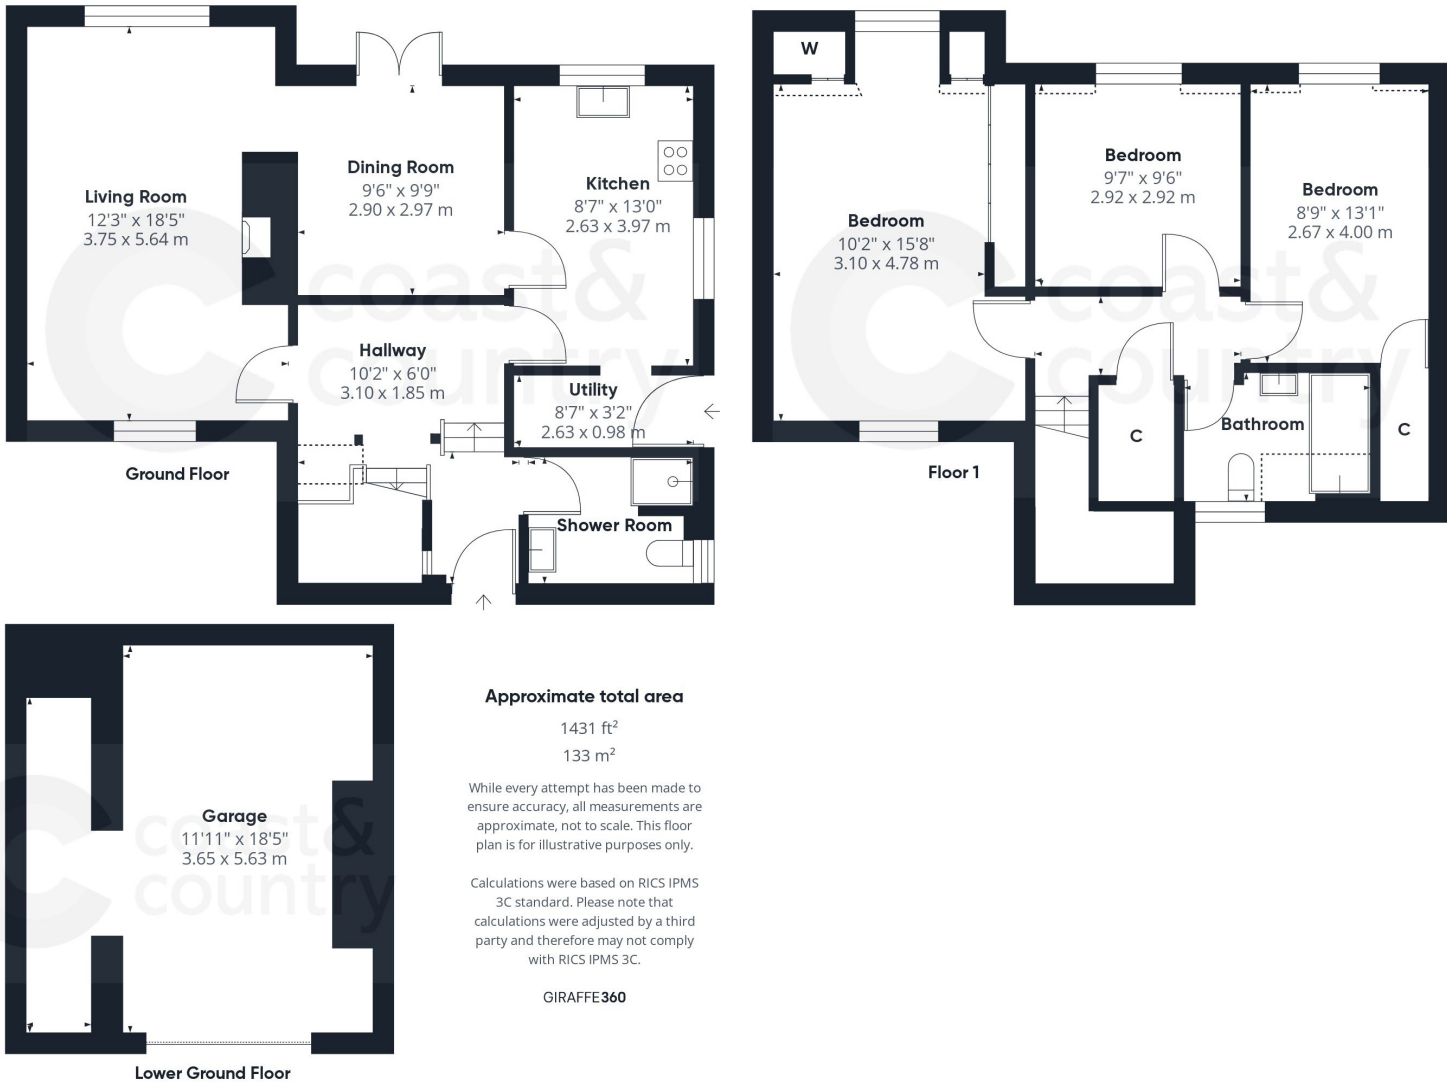 Living Room
12'3" x 18'5"
3.75 x 5.64 m
Dining Room
9'6" x 9'9"
2.90 x 2.97 m
Kitchen
8'7" x 13'0"
2.63 x 3.97 m
Hallway
10'2" x 6'0"
3.10 x 1.85 m
Utility
8'7" x 3'2"
2.63 x 0.98 m
Shower Room
Ground Floor
coast &
country
W
Bedroom
10'2" x 15'8"
3.10 x 4.78 m
Bedroom
9'7" x 9'6"
2.92 x 2.92 m
Bedroom
8'9" x 13'1"
2.67 x 4.00 m
C
Bathroom
C
Floor 1
coast &
country
Garage
11'11" x 18'5"
3.65 x 5.63 m
coast &
country
Lower Ground Floor
Approximate total area
1431 ft²
133 m²
While every attempt has been made to
ensure accuracy, all measurements are
approximate, not to scale. This floor
plan is for illustrative purposes only.
Calculations were based on RICS IPMS
3C standard. Please note that
calculations were adjusted by a third
party and therefore may not comply
with RICS IPMS 3C.
GIRAFFE360